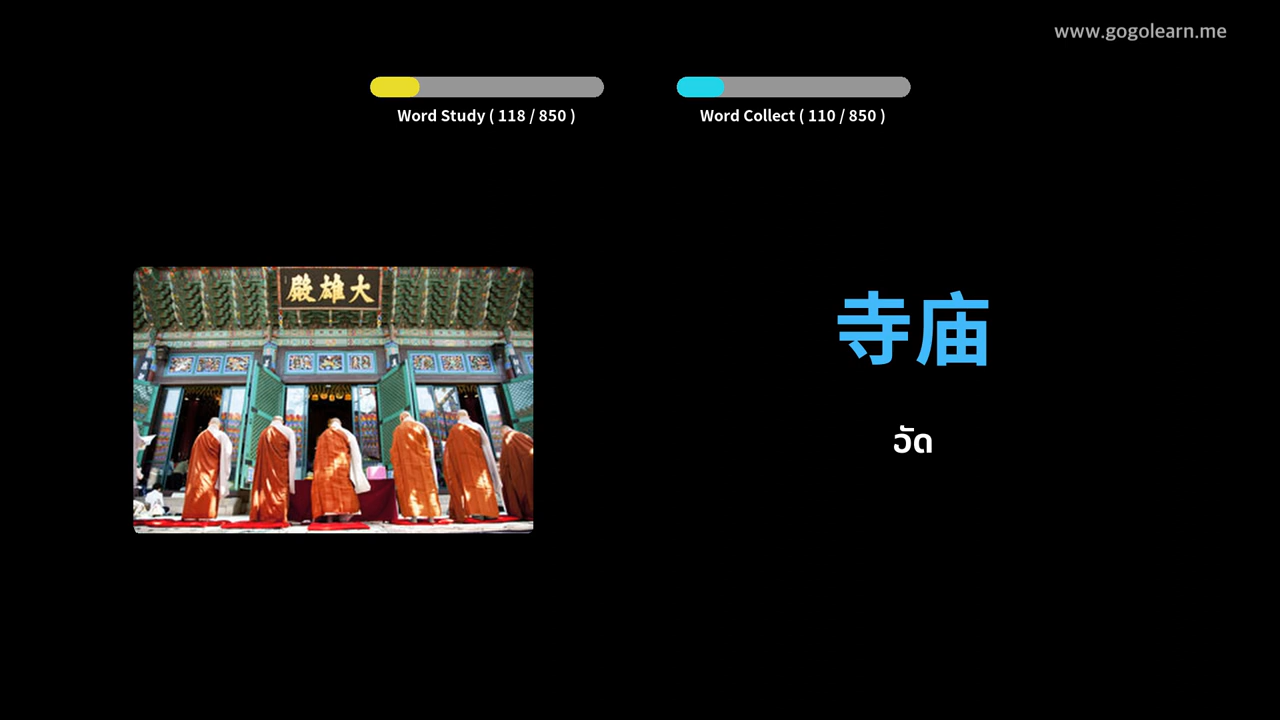 www.gogolearn.me
Word Study ( 118 / 850 )
Word Collect ( 110 / 850 )
大雄殿
寺庙
วัด